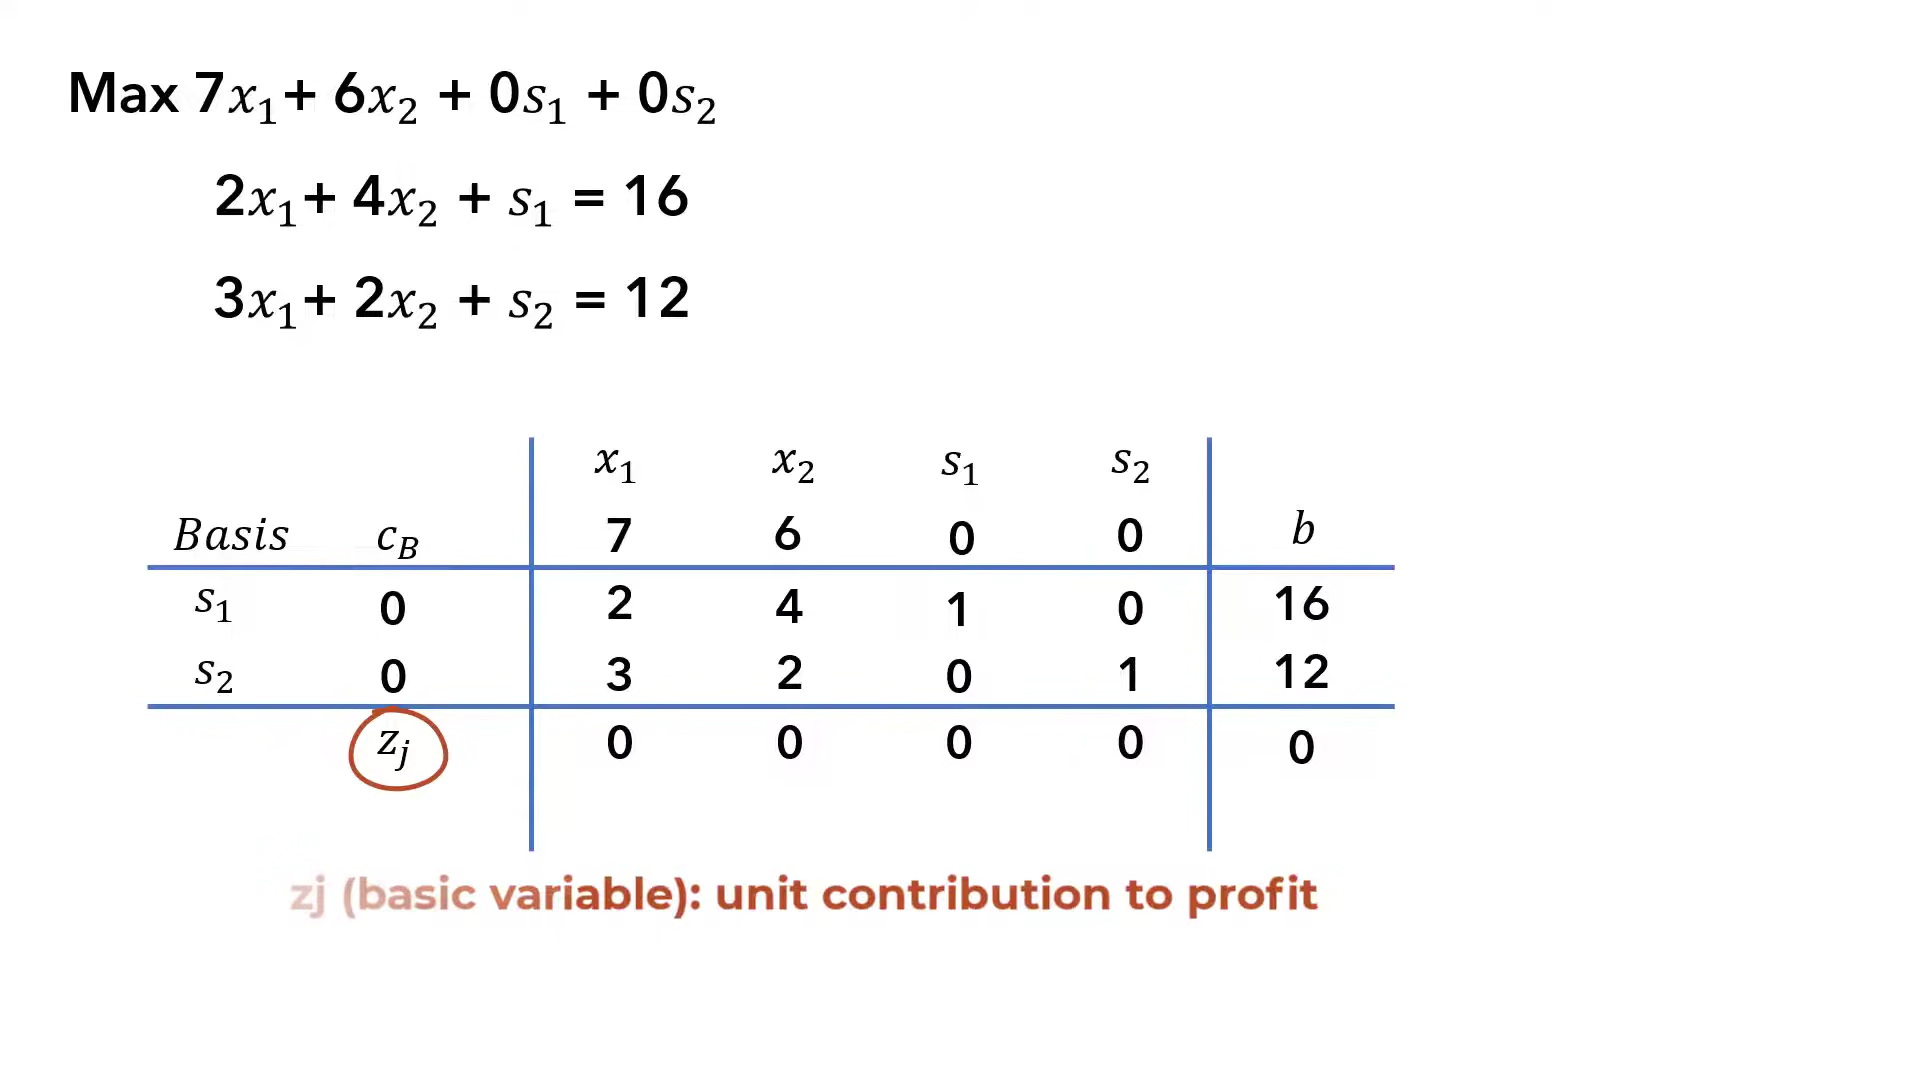 Max 7x₁+ 6x₂ + 0s₁ + 0s₂
2x₁+ 4x₂ + s₁ = 16
3x₁+ 2x₂ + s₂ = 12
x₁ x₂ s₁ s₂
Basis c_B 7 6 0 0 b
s₁ 0 2 4 1 0 16
s₂ 0 3 2 0 1 12
z_j 0 0 0 0 0
zj (basic variable): unit contribution to profit